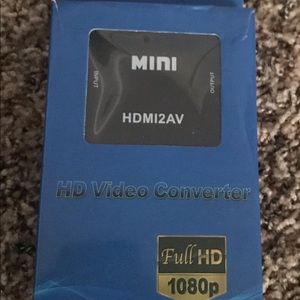 MINI
INPUT
OUTPUT
HDMI2AV
HD Video Converter
Full HD
1080p